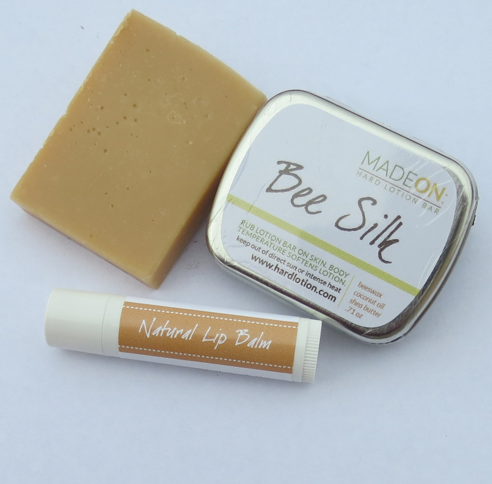 MADEON
HARD LOTION BAR
Bee Silk
RUB LOTION BAR ON SKIN. BODY
TEMPERATURE SOFTENS LOTION
keep out of direct sun or intense heat
www.hardlotion.com
beeswax
coconut oil
shea butter
.71 oz
Natural Lip Balm